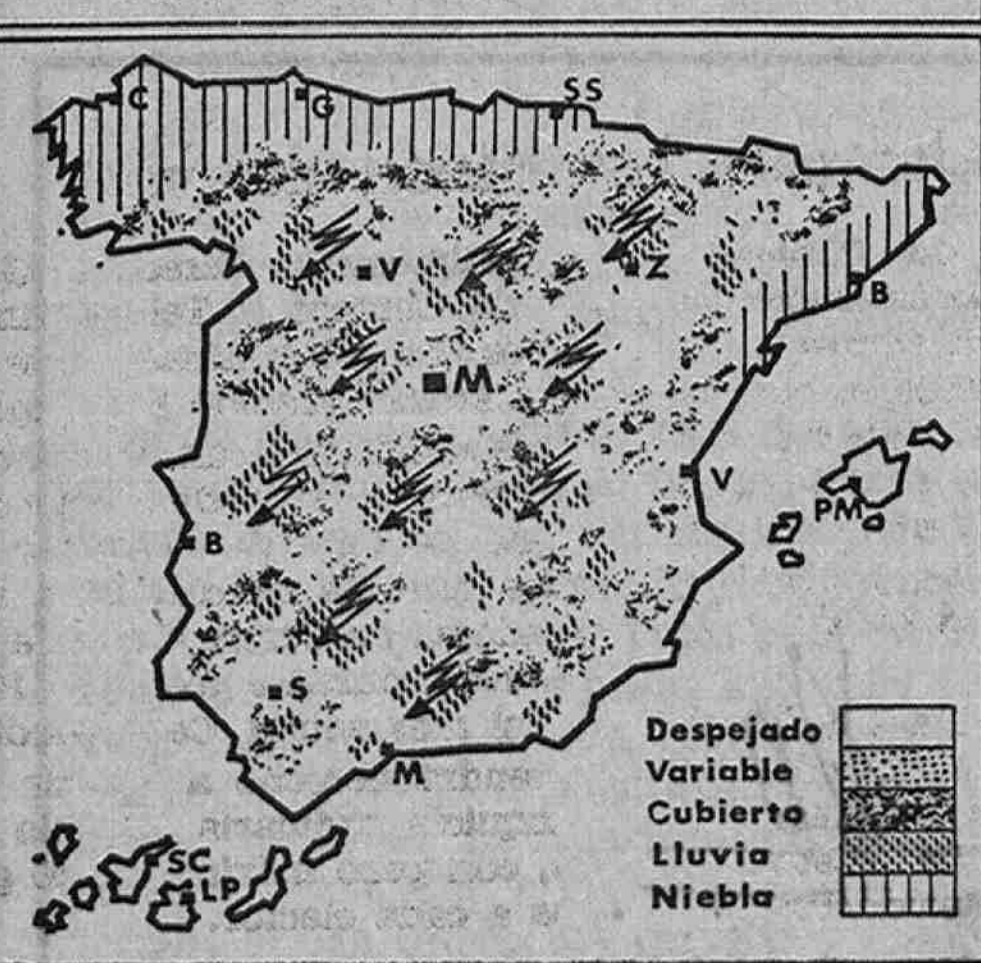 C
G
SS
V
Z
B
M
V
PM
B
S
M
SC
LP
Despejado
Variable
Cubierto
Lluvia
Niebla